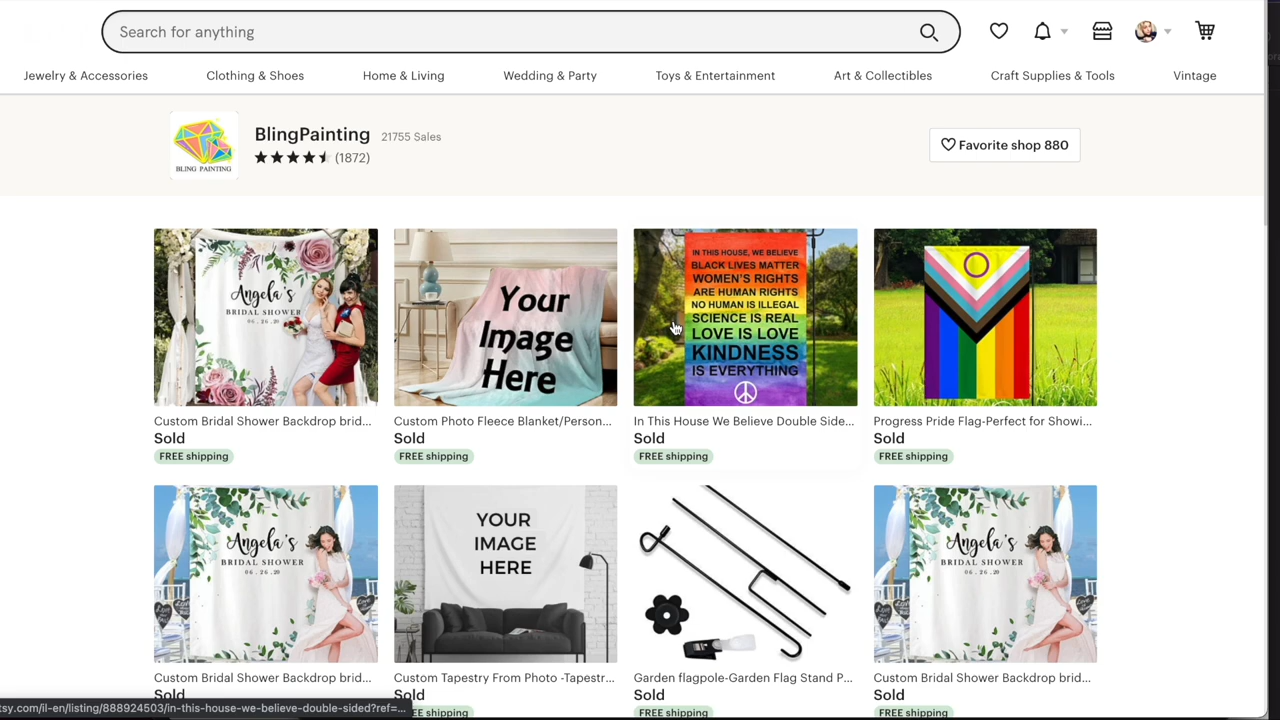 Search for anything
Jewelry & Accessories
Clothing & Shoes
Home & Living
Wedding & Party
Toys & Entertainment
Art & Collectibles
Craft Supplies & Tools
Vintage
BLING PAINTING
BlingPainting 21755 Sales
(1872)
Favorite shop 880
Angela's
BRIDAL SHOWER
06.26.20
Your
Image
Here
IN THIS HOUSE, WE BELIEVE
BLACK LIVES MATTER
WOMEN'S RIGHTS
ARE HUMAN RIGHTS
NO HUMAN IS ILLEGAL
SCIENCE IS REAL
LOVE IS LOVE
KINDNESS
IS EVERYTHING
Custom Bridal Shower Backdrop brid...
Sold
FREE shipping
Custom Photo Fleece Blanket/Person...
Sold
FREE shipping
In This House We Believe Double Side...
Sold
FREE shipping
Progress Pride Flag-Perfect for Showi...
Sold
FREE shipping
Angela's
BRIDAL SHOWER
06.26.20
YOUR
IMAGE
HERE
Angela's
BRIDAL SHOWER
06.26.20
Custom Bridal Shower Backdrop brid...
Sold
Custom Tapestry From Photo -Tapestr...
Sold
FREE shipping
Garden flagpole-Garden Flag Stand P...
Sold
FREE shipping
Custom Bridal Shower Backdrop brid...
Sold
FREE shipping
tsy.com/il-en/listing/888924503/in-this-house-we-believe-double-sided?ref=...